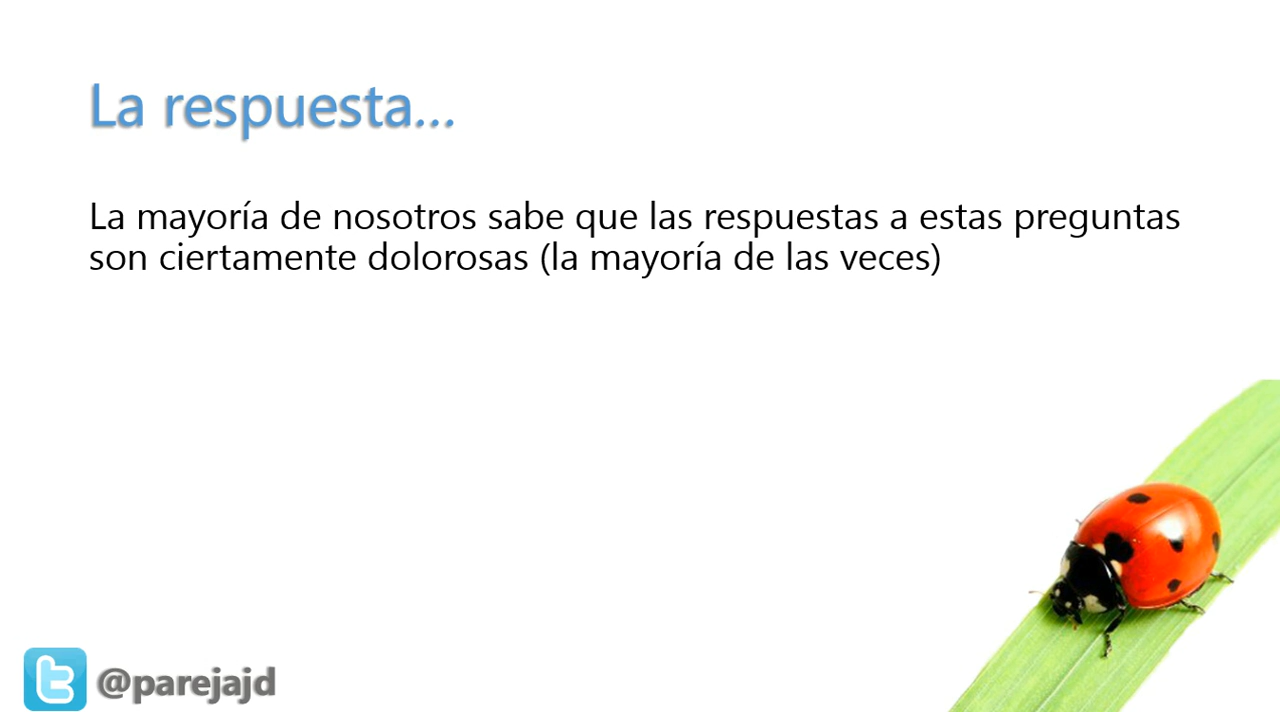 La respuesta...
La mayoría de nosotros sabe que las respuestas a estas preguntas
son ciertamente dolorosas (la mayoría de las veces)
@parejajd